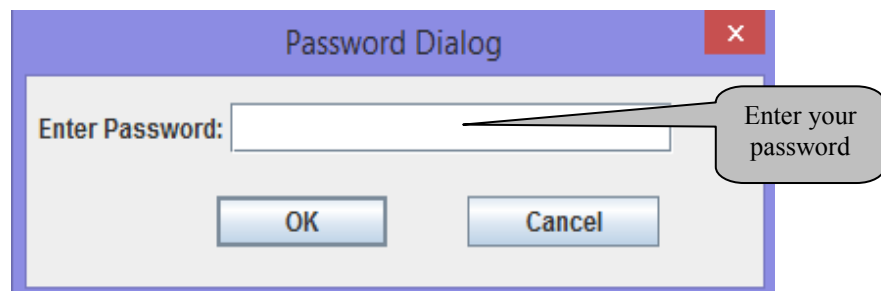 Password Dialog
x
Enter Password:
Enter your
password
OK Cancel